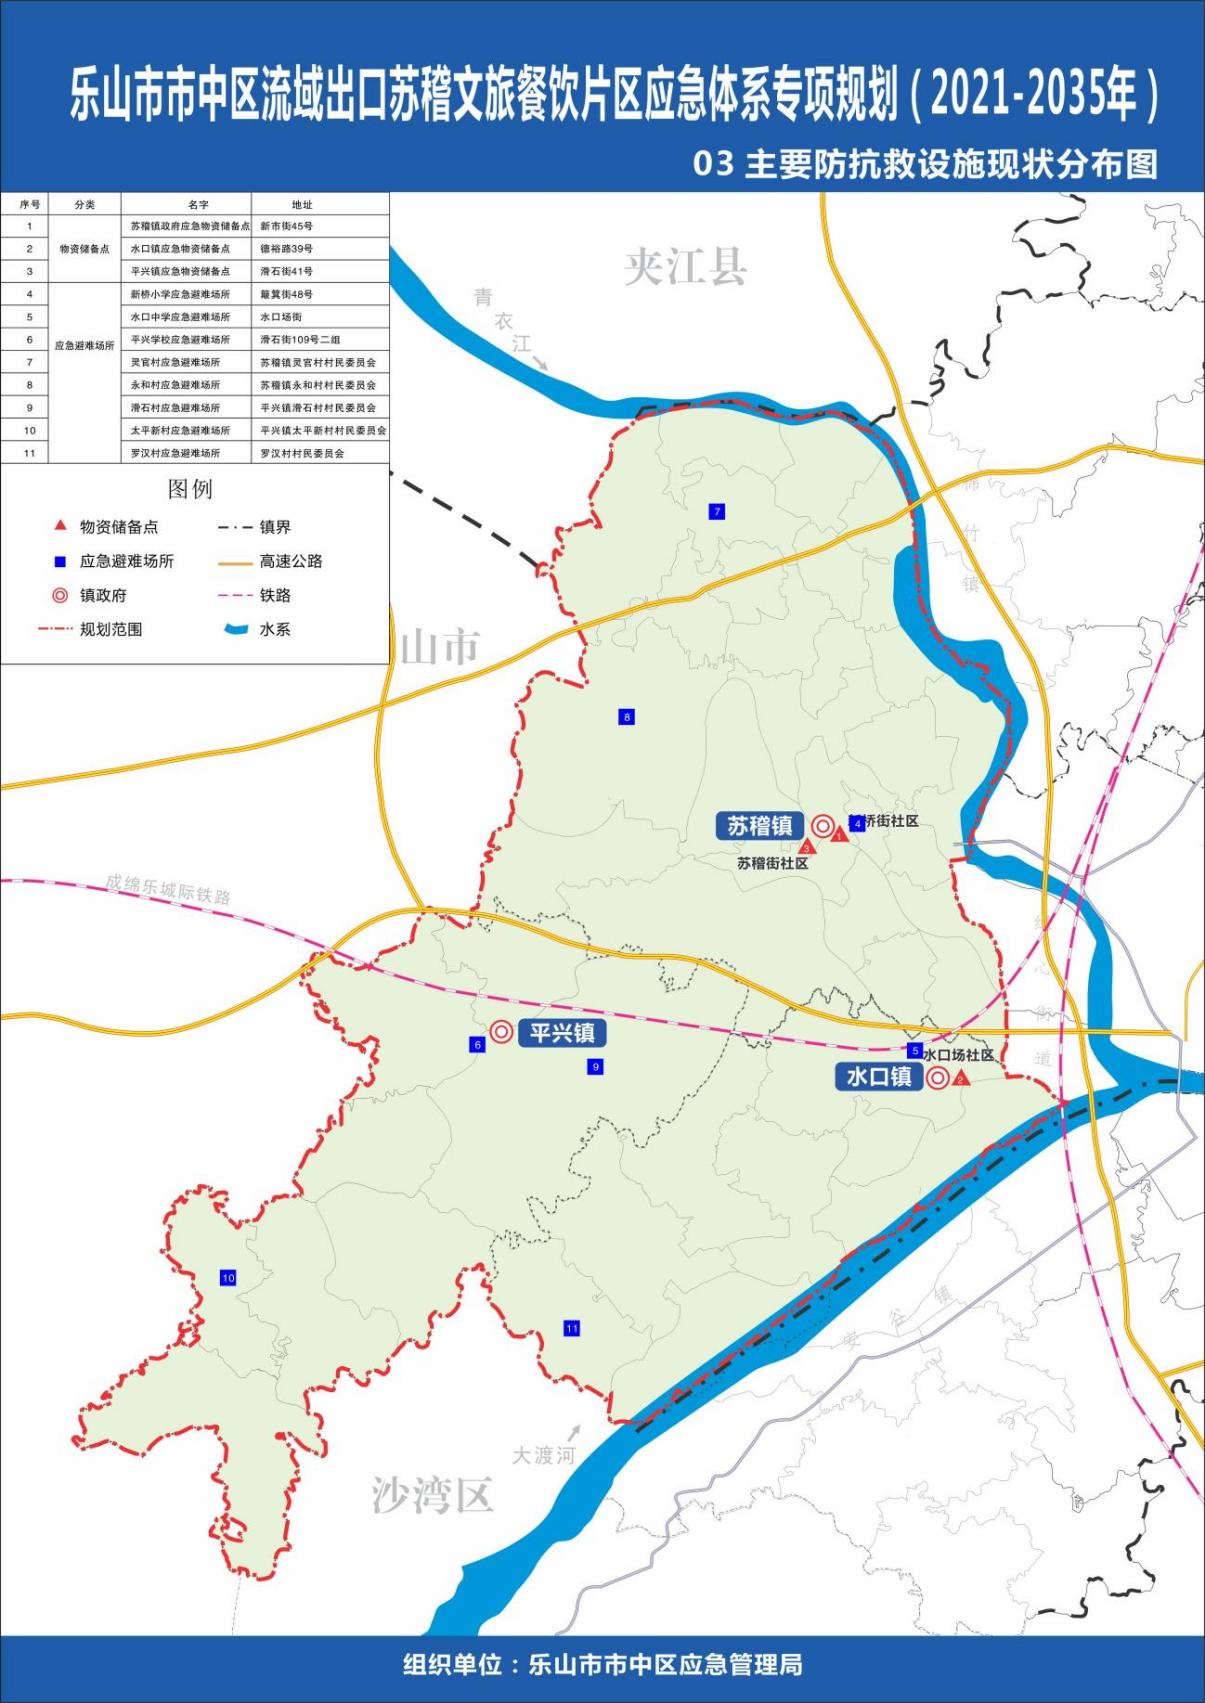 乐山市市中区流域出口苏稽文旅餐饮片区应急体系专项规划（2021-2035年）
03 主要防抗救设施现状分布图
序号 分类 名字 地址
1 物资储备点 苏稽镇政府应急物资储备点 新市街45号
2 水口镇应急物资储备点 德裕路39号
3 平兴镇应急物资储备点 滑石街41号
4 应急避难场所 新桥小学应急避难场所 簸箕街48号
5 水口中学应急避难场所 水口场街
6 平兴学校应急避难场所 滑石街109号二组
7 灵官村应急避难场所 苏稽镇灵官村村民委员会
8 永和村应急避难场所 苏稽镇永和村村民委员会
9 滑石村应急避难场所 平兴镇滑石村村民委员会
10 太平新村应急避难场所 平兴镇太平新村村民委员会
11 罗汉村应急避难场所 罗汉村村民委员会
图例
物资储备点 镇界
应急避难场所 高速公路
镇政府 铁路
规划范围 水系
夹江县
青衣江
竹镇
山市
7
8
苏稽镇
1
3
4
桥街社区
苏稽街社区
成绵乐城际铁路
心街道
平兴镇
6
9
5
水口场社区
水口镇
2
10
11
安谷镇
大渡河
沙湾区
组织单位：乐山市市中区应急管理局